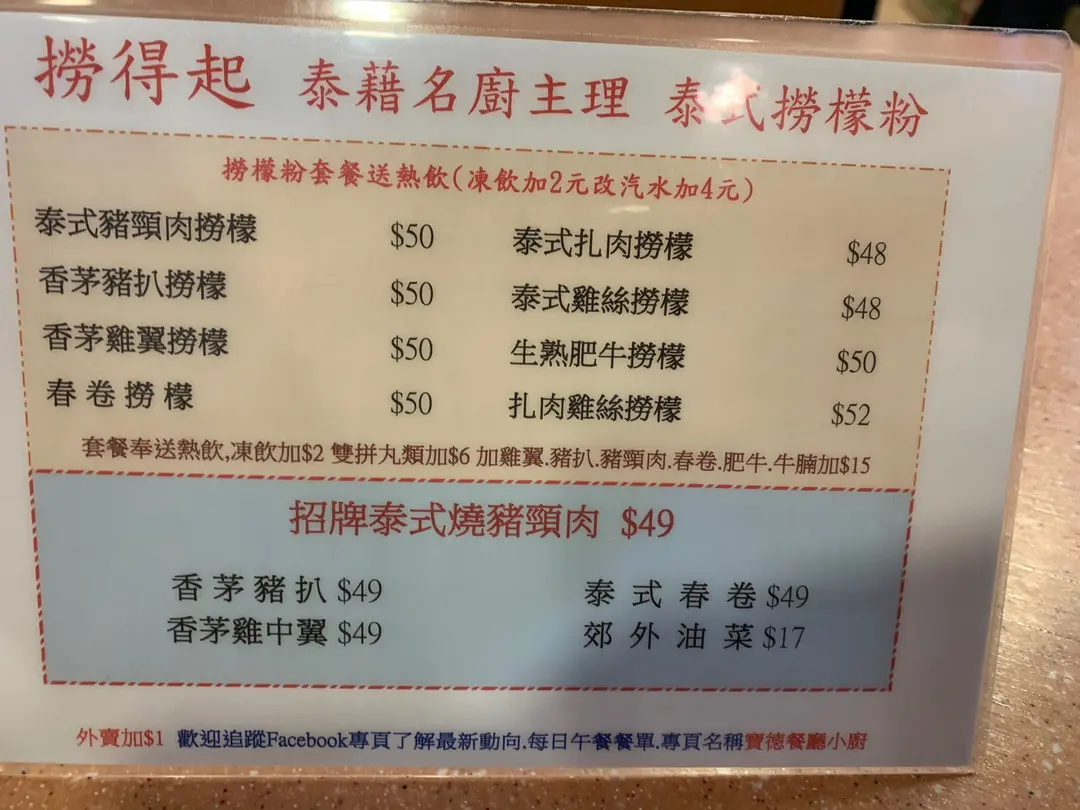 撈得起 泰藉名廚主理 泰式撈檬粉
撈檬粉套餐送熱飲(凍飲加2元改汽水加4元)
泰式豬頸肉撈檬 $50 泰式扎肉撈檬 $48
香茅豬扒撈檬 $50 泰式雞絲撈檬 $48
香茅雞翼撈檬 $50 生熟肥牛撈檬 $50
春卷撈檬 $50 扎肉雞絲撈檬 $52
套餐奉送熱飲,凍飲加$2 雙拼丸類加$6 加雞翼.豬扒.豬頸肉.春卷.肥牛.牛腩加$15
招牌泰式燒豬頸肉 $49
香茅豬扒 $49 泰式春卷 $49
香茅雞中翼 $49 郊外油菜 $17
外賣加$1 歡迎追蹤Facebook專頁了解最新動向.每日午餐餐單.專頁名稱寶德餐廳小廚